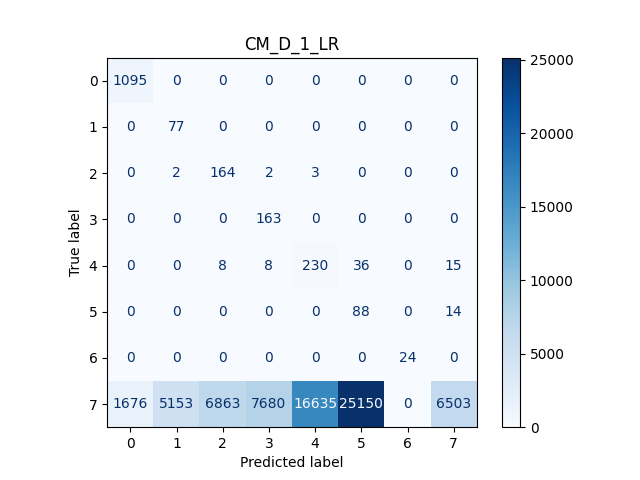 CM_D_1_LR
True label
0 1095 0 0 0 0 0 0 0
1 0 77 0 0 0 0 0 0
2 0 2 164 2 3 0 0 0
3 0 0 0 163 0 0 0 0
4 0 0 8 8 230 36 0 15
5 0 0 0 0 0 88 0 14
6 0 0 0 0 0 0 24 0
7 1676 5153 6863 7680 16635 25150 0 6503
0 1 2 3 4 5 6 7
Predicted label
25000
20000
15000
10000
5000
0